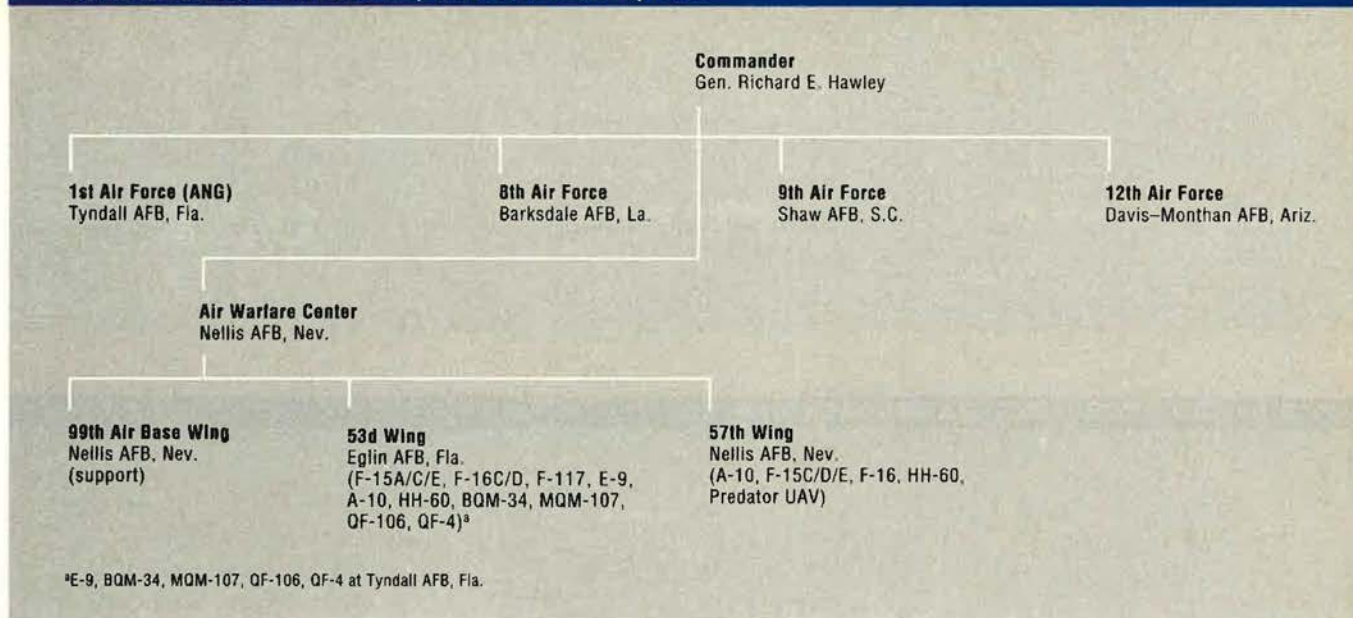 Commander
Gen. Richard E. Hawley
1st Air Force (ANG)
Tyndall AFB, Fla.
8th Air Force
Barksdale AFB, La.
9th Air Force
Shaw AFB, S.C.
12th Air Force
Davis–Monthan AFB, Ariz.
Air Warfare Center
Nellis AFB, Nev.
99th Air Base Wing
Nellis AFB, Nev.
(support)
53d Wing
Eglin AFB, Fla.
(F-15A/C/E, F-16C/D, F-117, E-9,
A-10, HH-60, BQM-34, MQM-107,
QF-106, QF-4)ª
57th Wing
Nellis AFB, Nev.
(A-10, F-15C/D/E, F-16, HH-60,
Predator UAV)
ªE-9, BQM-34, MQM-107, QF-106, QF-4 at Tyndall AFB, Fla.